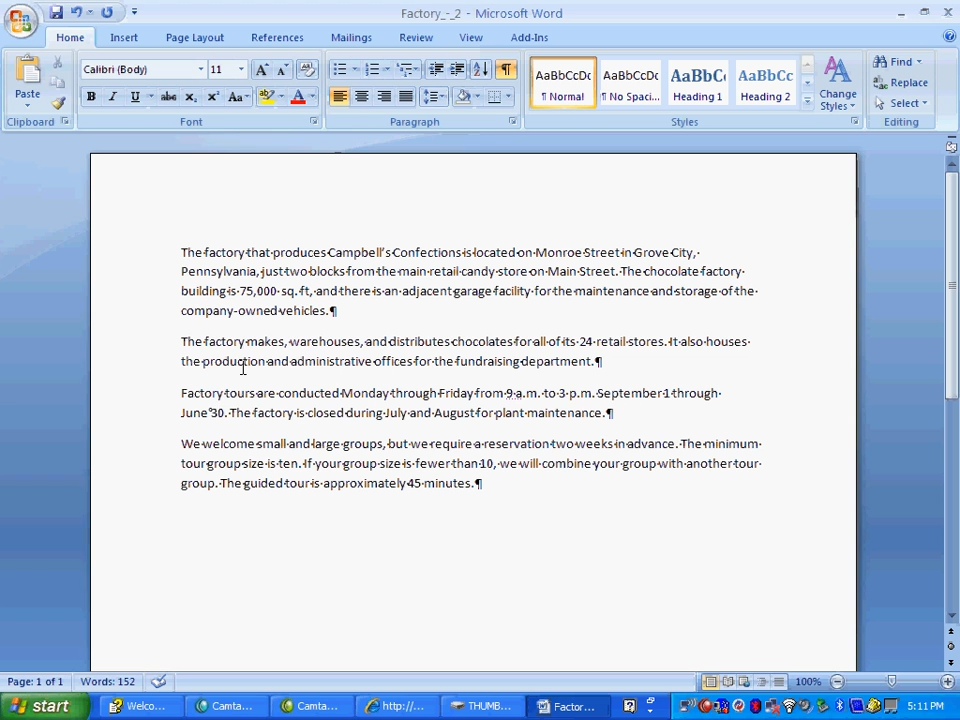 Factory_-_2 - Microsoft Word
Home Insert Page Layout References Mailings Review View Add-Ins
Paste
Clipboard
Calibri (Body) 11
B I U abc x₂ x² Aa
Font
Paragraph
AaBbCcDc AaBbCcDc AaBbC AaBbCc
¶ Normal ¶ No Spaci... Heading 1 Heading 2
Change
Styles
Styles
Find
Replace
Select
Editing
The·factory·that·produces·Campbell's·Confections·is·located·on·Monroe·Street·in·Grove·City,·
Pennsylvania,·just·two·blocks·from·the·main·retail·candy·store·on·Main·Street.·The·chocolate·factory·
building·is·75,000·sq.·ft,·and·there·is·an·adjacent·garage·facility·for·the·maintenance·and·storage·of·the·
company-owned·vehicles.¶
The·factory·makes,·warehouses,·and·distributes·chocolates·for·all·of·its·24·retail·stores.·It·also·houses·
the·production·and·administrative·offices·for·the·fundraising·department.¶
Factory·tours·are·conducted·Monday·through·Friday·from·9·a.m.·to·3·p.m.·September·1·through·
June°30.·The·factory·is·closed·during·July·and·August·for·plant·maintenance.¶
We·welcome·small·and·large·groups,·but·we·require·a·reservation·two·weeks·in·advance.·The·minimum·
tour·group·size·is·ten.·If·your·group·size·is·fewer·than·10,·we·will·combine·your·group·with·another·tour·
group.·The·guided·tour·is·approximately·45·minutes.¶
Page: 1 of 1 Words: 152 100%
start Welco... Camta... Camta... http://... THUMB... Factor... 5:11 PM